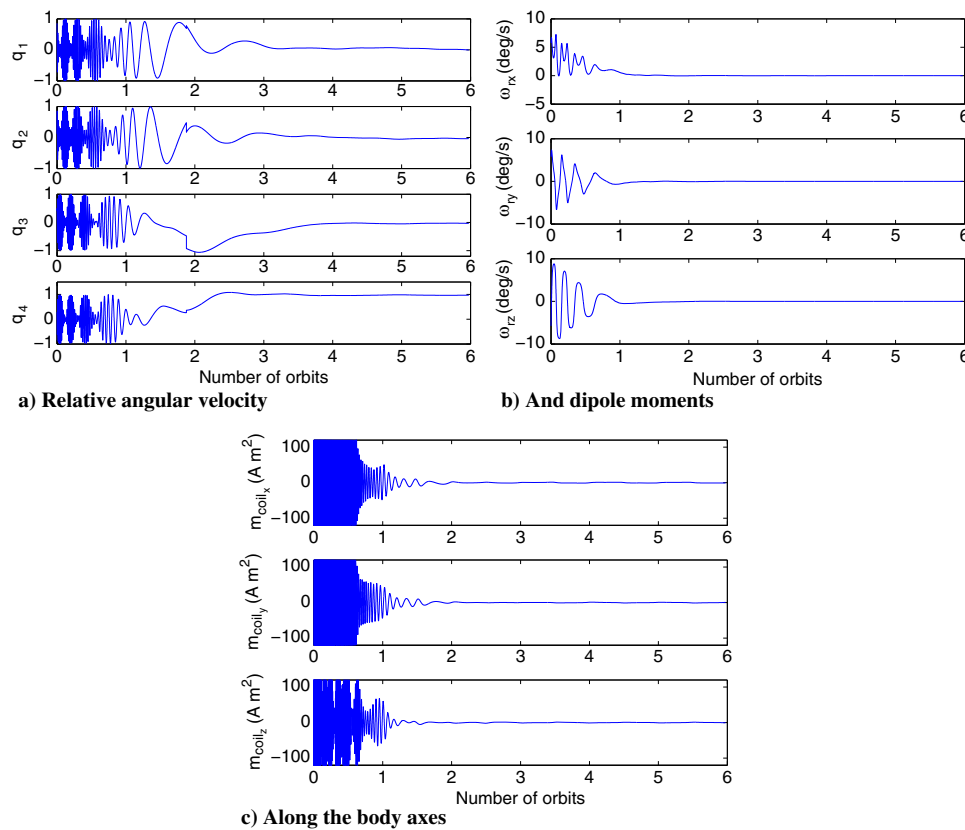 1
0
−1
0 1 2 3 4 5 6
q1
1
0
−1
0 1 2 3 4 5 6
q2
1
0
−1
0 1 2 3 4 5 6
q3
1
0
−1
0 1 2 3 4 5 6
q4
Number of orbits
a) Relative angular velocity
10
5
0
−5
0 1 2 3 4 5 6
ωrx (deg/s)
10
0
−10
0 1 2 3 4 5 6
ωry (deg/s)
10
0
−10
0 1 2 3 4 5 6
ωrz (deg/s)
Number of orbits
b) And dipole moments
100
0
−100
0 1 2 3 4 5 6
mcoilx (A m²)
100
0
−100
0 1 2 3 4 5 6
mcoily (A m²)
100
0
−100
0 1 2 3 4 5 6
mcoilz (A m²)
Number of orbits
c) Along the body axes